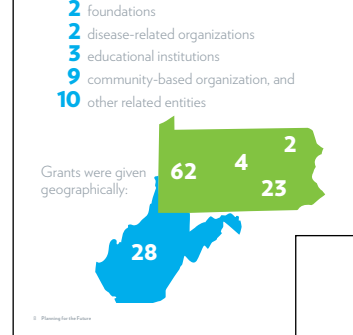 2 foundations
2 disease-related organizations
3 educational institutions
9 community-based organization, and
10 other related entities
Grants were given
geographically:
62
4
2
23
28
8 Planning for the Future